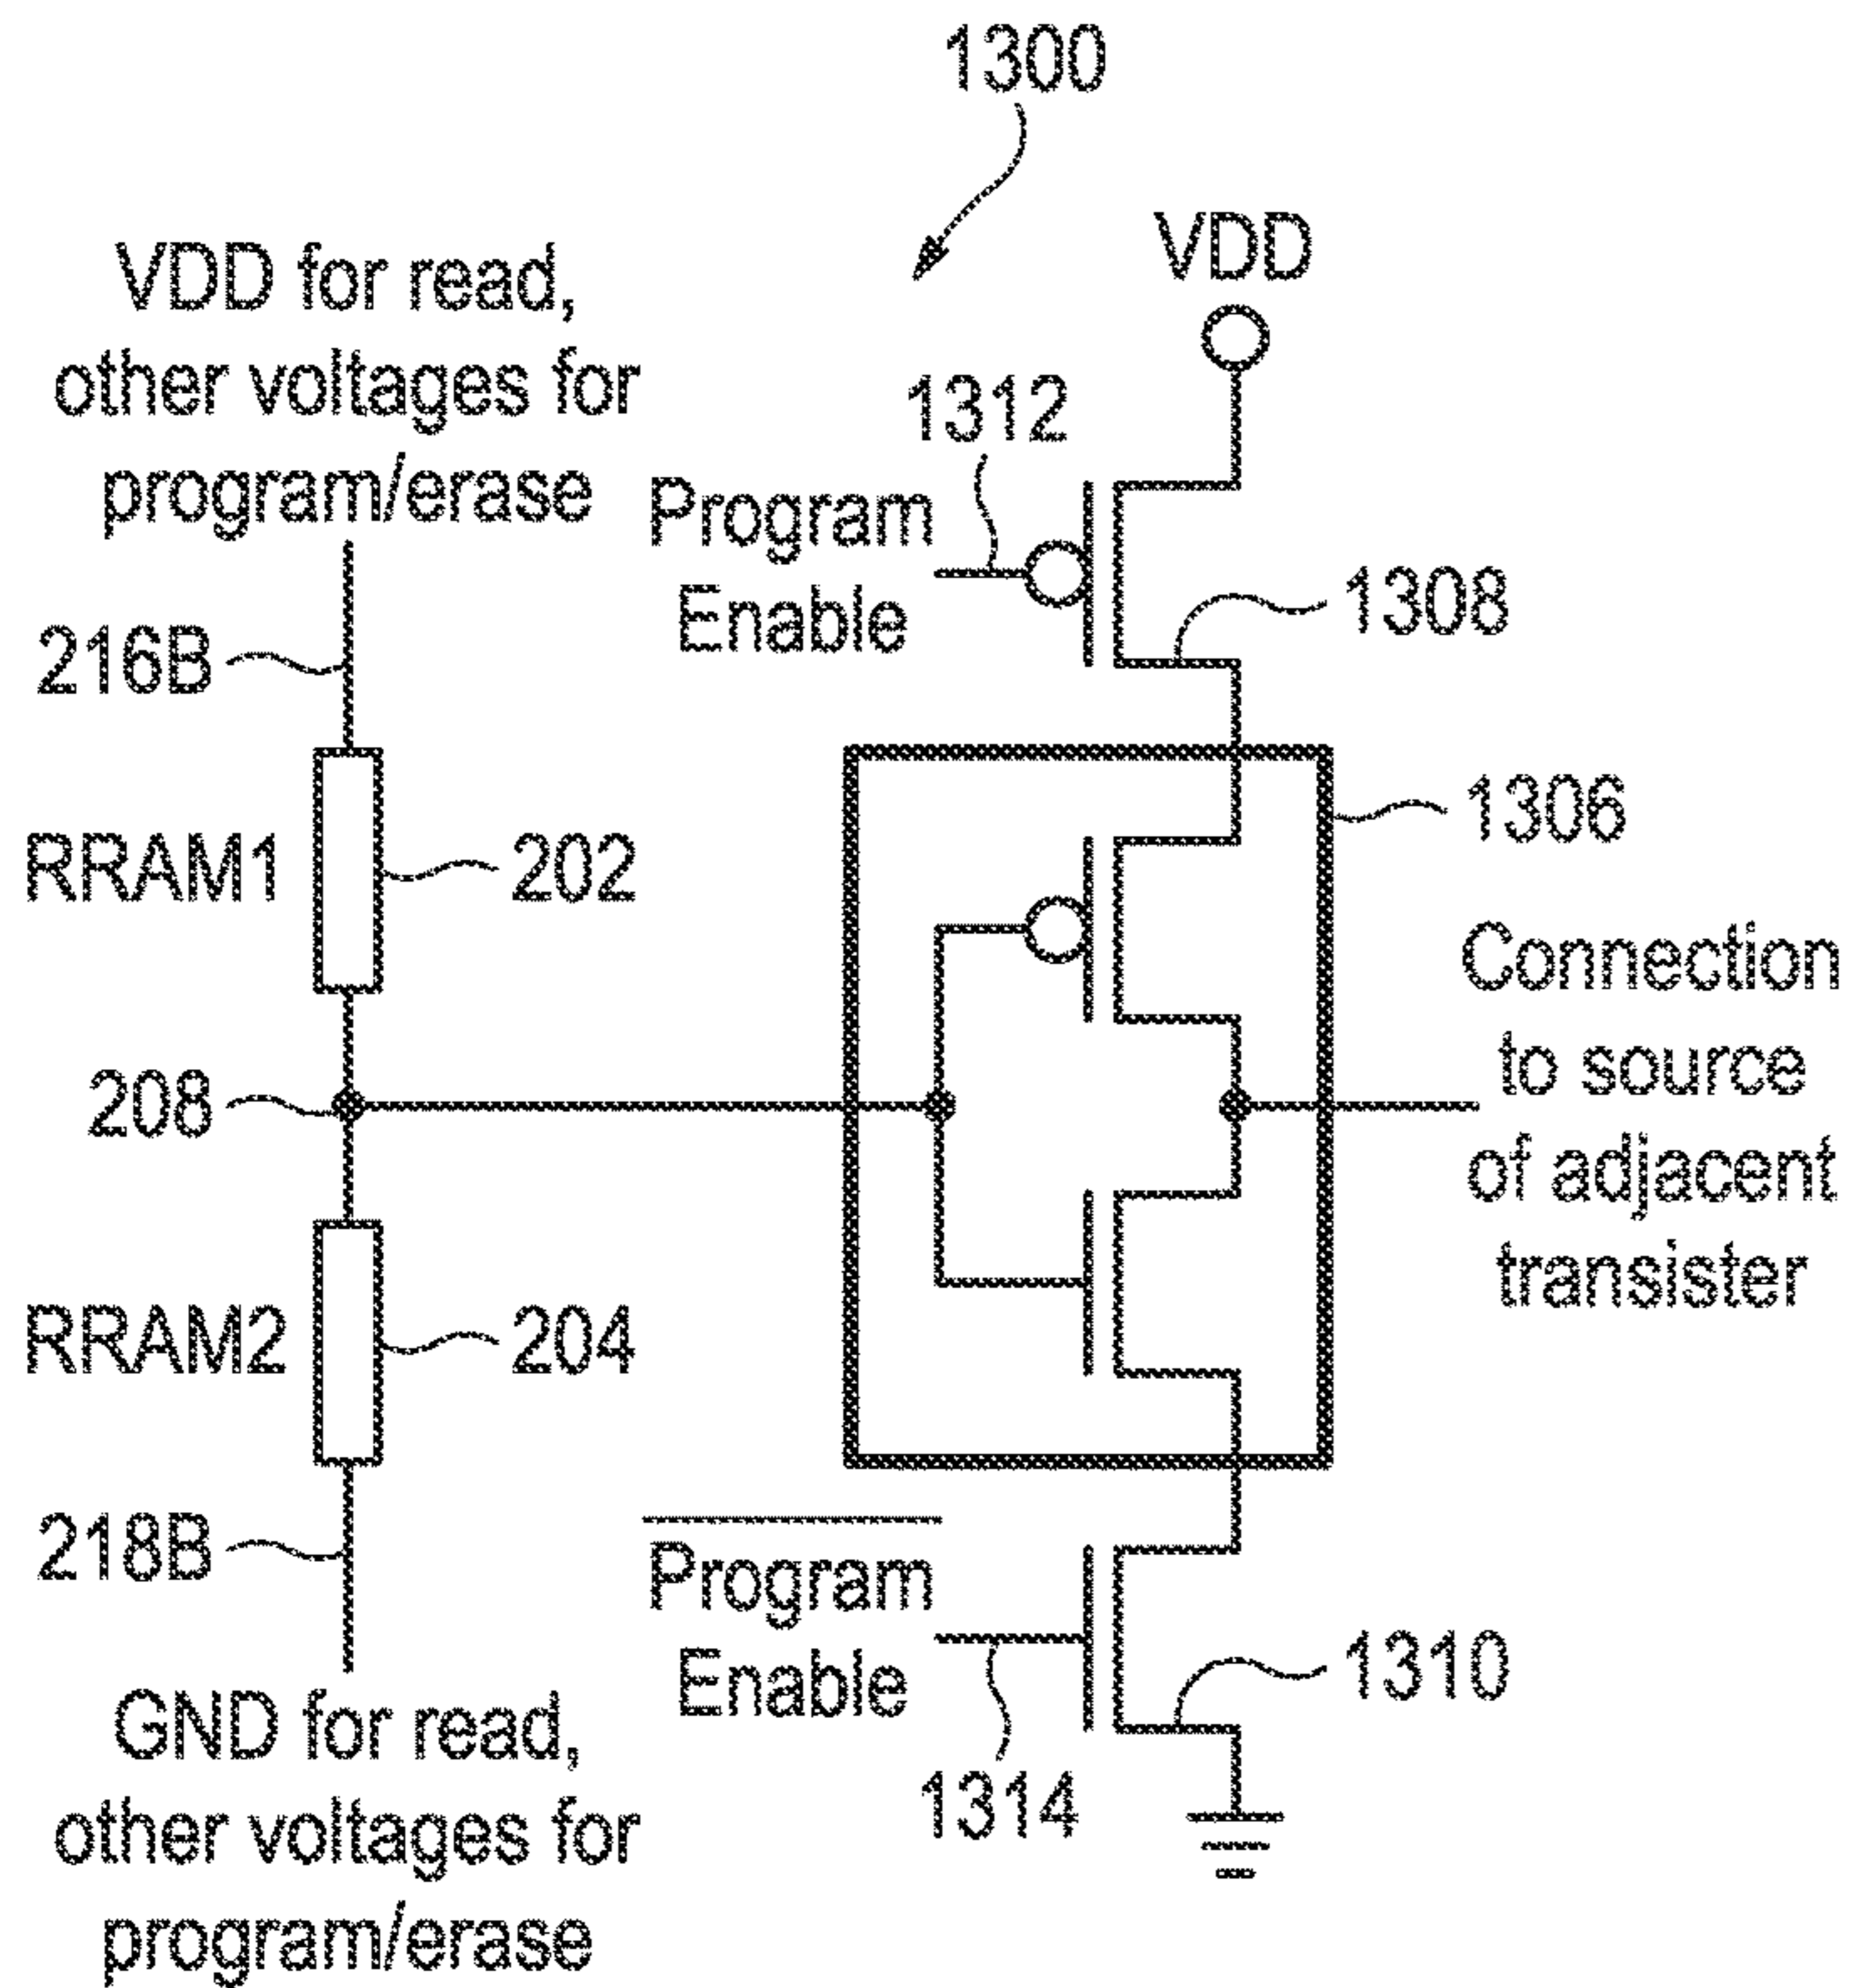 1300
VDD
VDD for read,
other voltages for
program/erase
1312
Program
Enable
1308
216B
1306
RRAM1
202
Connection
to source
of adjacent
transister
208
RRAM2
204
218B
Program
Enable
1310
1314
GND for read,
other voltages for
program/erase